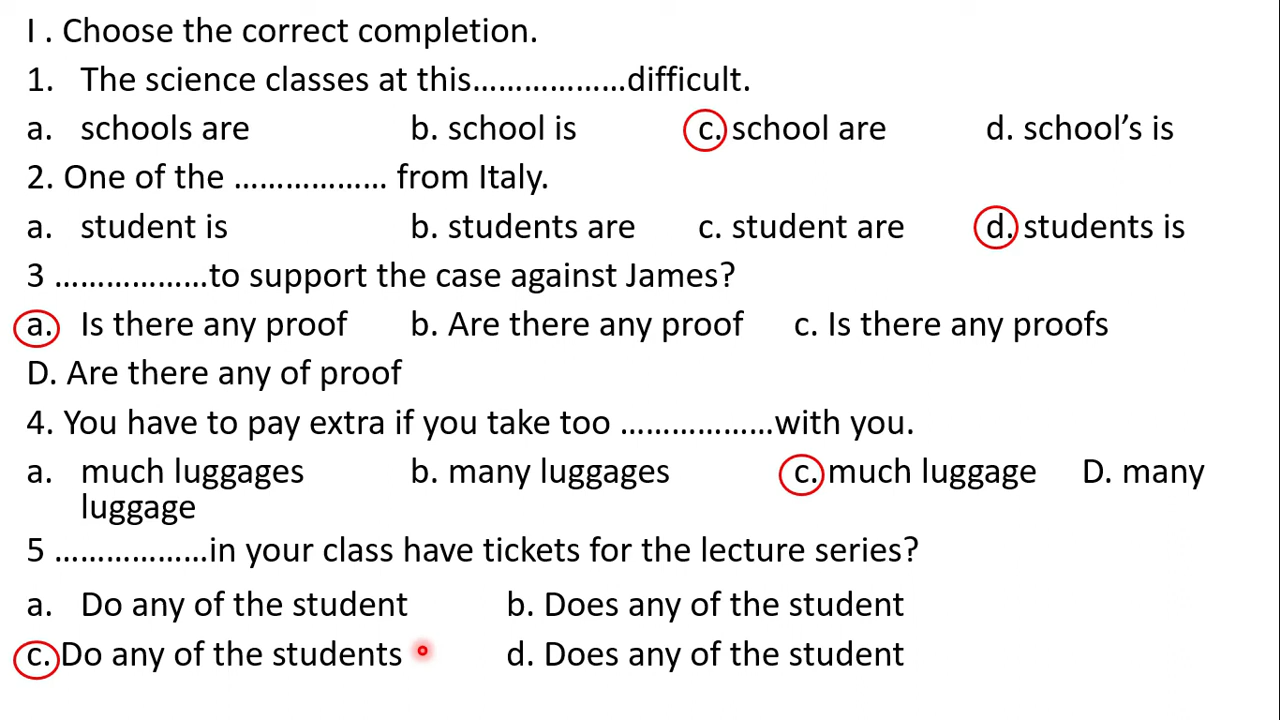 I . Choose the correct completion.
1. The science classes at this………………difficult.
a. schools are b. school is c. school are d. school’s is
2. One of the ……………… from Italy.
a. student is b. students are c. student are d. students is
3 ………………to support the case against James?
a. Is there any proof b. Are there any proof c. Is there any proofs
D. Are there any of proof
4. You have to pay extra if you take too ………………with you.
a. much luggages b. many luggages c. much luggage D. many
luggage
5 ………………in your class have tickets for the lecture series?
a. Do any of the student b. Does any of the student
c. Do any of the students d. Does any of the student